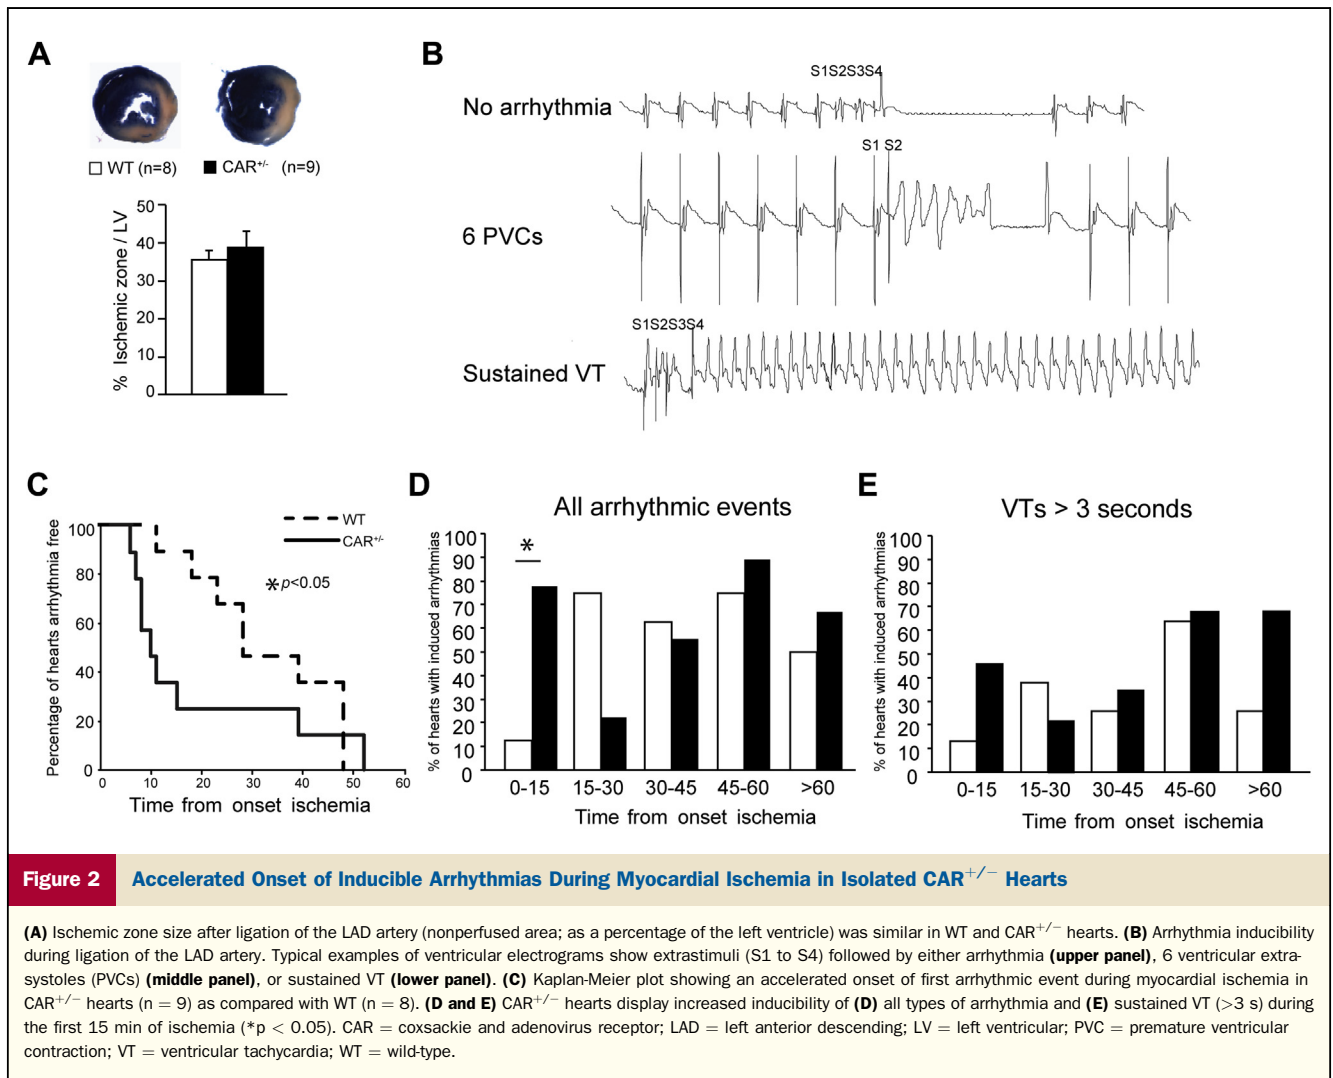 A
WT (n=8) CAR+/- (n=9)
% Ischemic zone / LV
50
40
30
20
10
0
B
No arrhythmia
S1S2S3S4
6 PVCs
S1 S2
Sustained VT
S1S2S3S4
C
Percentage of hearts arrhythmia free
100
80
60
40
20
0
WT
CAR+/-
*p<0.05
0 10 20 30 40 50 60
Time from onset ischemia
D
All arrhythmic events
% of hearts with induced arrhythmias
100
90
80
70
60
50
40
30
20
10
0
*
0-15 15-30 30-45 45-60 >60
Time from onset ischemia
E
VTs > 3 seconds
% of hearts with induced arrhythmias
100
90
80
70
60
50
40
30
20
10
0
0-15 15-30 30-45 45-60 >60
Time from onset ischemia
Figure 2 Accelerated Onset of Inducible Arrhythmias During Myocardial Ischemia in Isolated CAR+/− Hearts
(A) Ischemic zone size after ligation of the LAD artery (nonperfused area; as a percentage of the left ventricle) was similar in WT and CAR+/− hearts. (B) Arrhythmia inducibility
during ligation of the LAD artery. Typical examples of ventricular electrograms show extrastimuli (S1 to S4) followed by either arrhythmia (upper panel), 6 ventricular extra-
systoles (PVCs) (middle panel), or sustained VT (lower panel). (C) Kaplan-Meier plot showing an accelerated onset of first arrhythmic event during myocardial ischemia in
CAR+/− hearts (n = 9) as compared with WT (n = 8). (D and E) CAR+/− hearts display increased inducibility of (D) all types of arrhythmia and (E) sustained VT (>3 s) during
the first 15 min of ischemia (*p < 0.05). CAR = coxsackie and adenovirus receptor; LAD = left anterior descending; LV = left ventricular; PVC = premature ventricular
contraction; VT = ventricular tachycardia; WT = wild-type.